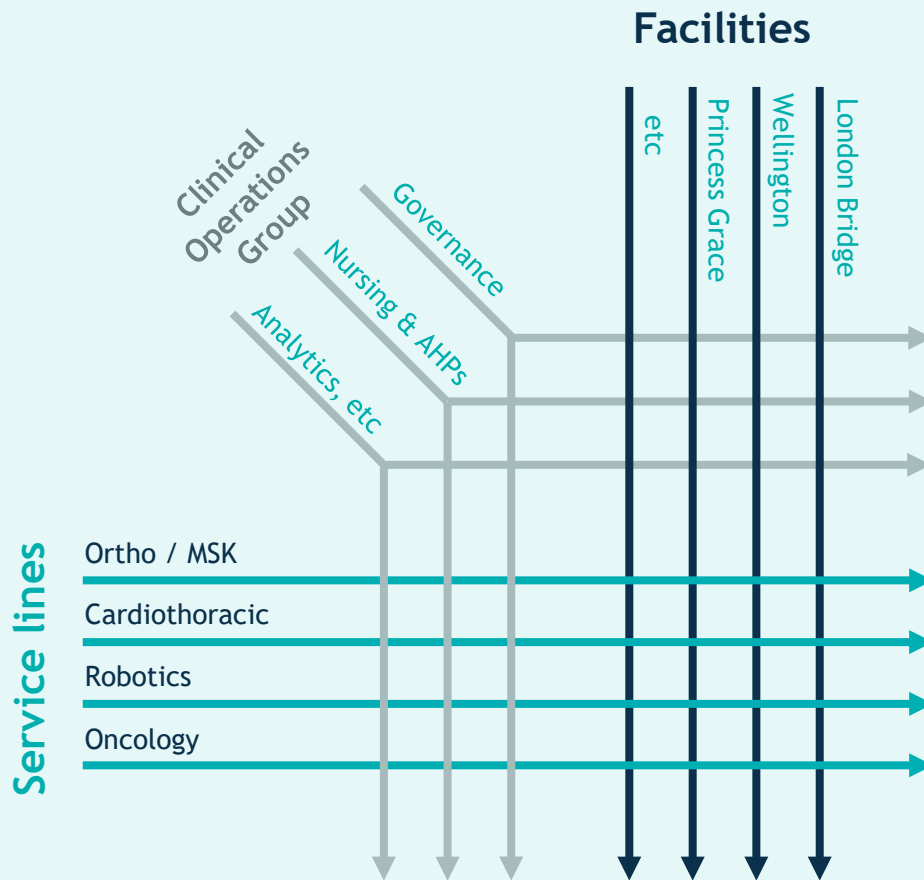 Facilities
etc
Princess Grace
Wellington
London Bridge
Clinical
Operations
Group
Governance
Nursing & AHPs
Analytics, etc
Service lines
Ortho / MSK
Cardiothoracic
Robotics
Oncology